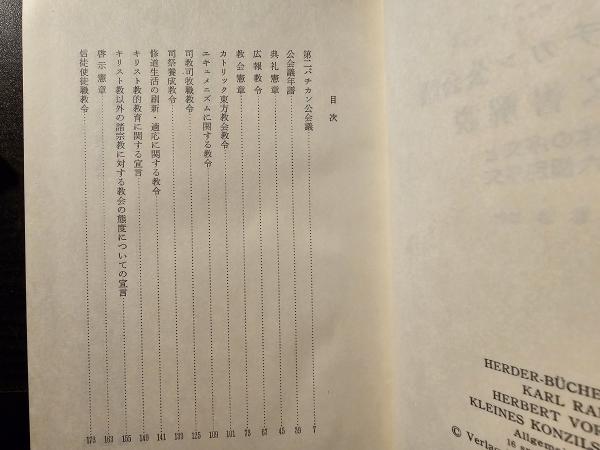 目次
第二バチカン公会議 7
公会議年譜 39
典礼憲章 45
広報教令 67
教会憲章 73
カトリック東方教会教令 101
エキュメニズムに関する教令 109
司教司牧職教令 125
司祭養成教令 133
修道生活の刷新・適応に関する教令 141
キリスト教的教育に関する宣言 149
キリスト教以外の諸宗教に対する教会の態度についての宣言 155
啓示憲章 163
信徒使徒職教令 173
HERDER-BÜCHE
KARL RA
HERBERT VOR
KLEINES KONZILS
Allgemei
16
© Verlag